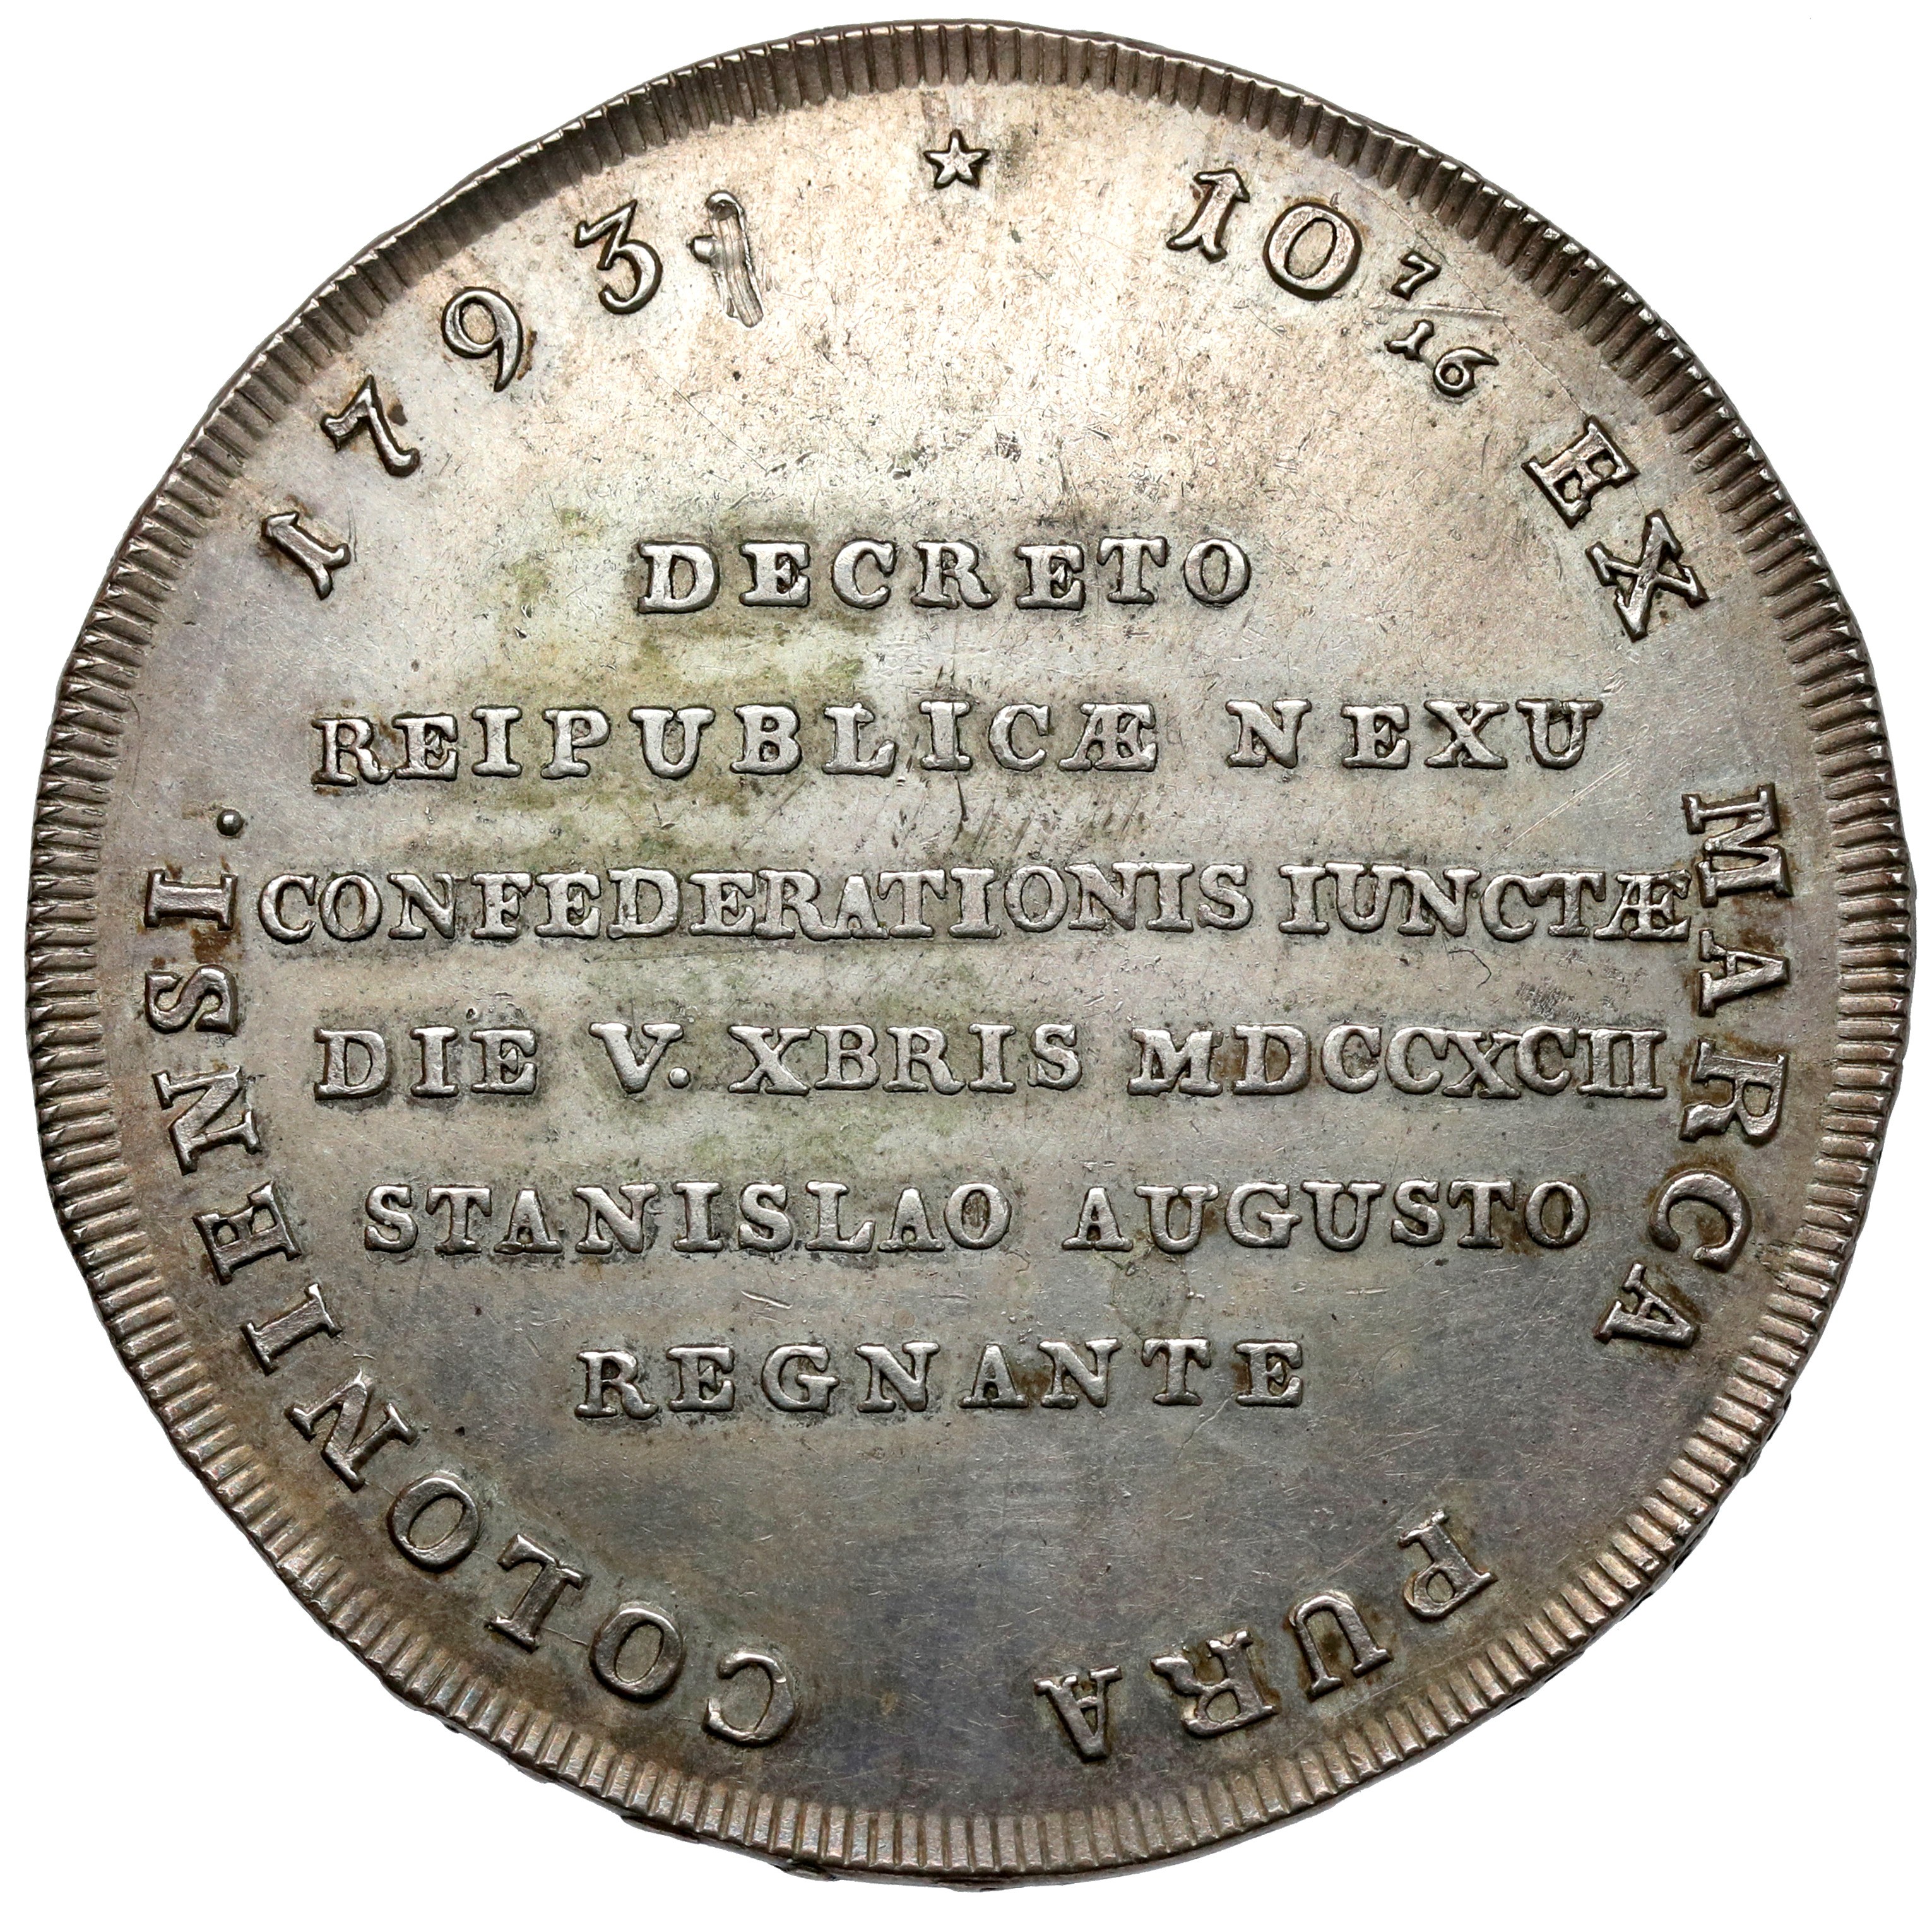 ★ 10 7/16 EX MARCA PURA COLONIENSI. 1793
DECRETO
REIPUBLICÆ NEXU
CONFEDERATIONIS IUNCTÆ
DIE V. XBRIS MDCCXCII
STANISLAO AUGUSTO
REGNANTE